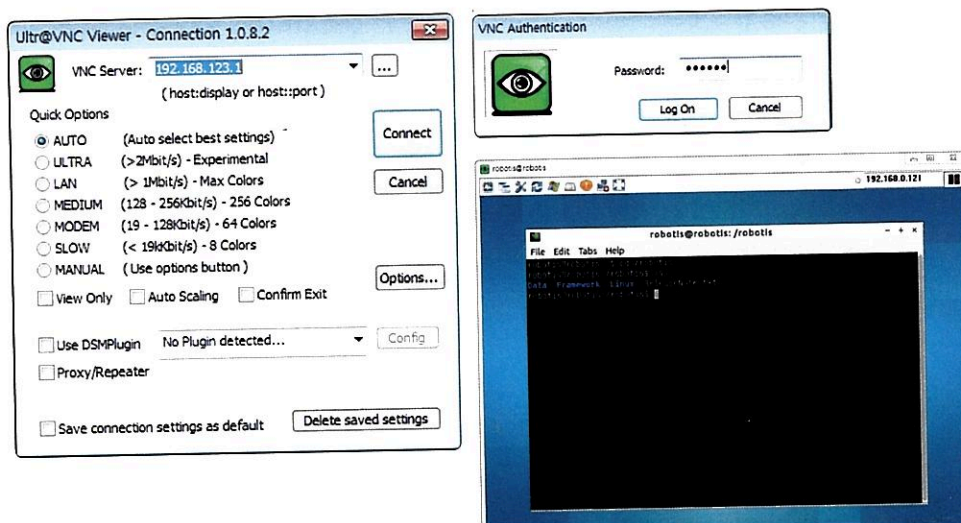 Ultr@VNC Viewer - Connection 1.0.8.2
VNC Server: 192.168.123.1 ...
( host:display or host::port )
Quick Options
AUTO (Auto select best settings)
ULTRA (>2Mbit/s) - Experimental
LAN (> 1Mbit/s) - Max Colors
MEDIUM (128 - 256Kbit/s) - 256 Colors
MODEM (19 - 128Kbit/s) - 64 Colors
SLOW (< 19kKbit/s) - 8 Colors
MANUAL (Use options button )
Connect
Cancel
Options...
View Only Auto Scaling Confirm Exit
Use DSMPlugin No Plugin detected... Config
Proxy/Repeater
Save connection settings as default Delete saved settings
VNC Authentication
Password: ••••••
Log On Cancel
robotis@robotis
192.168.0.121
robotis@robotis: /robotis
File Edit Tabs Help
Data Framework Linux